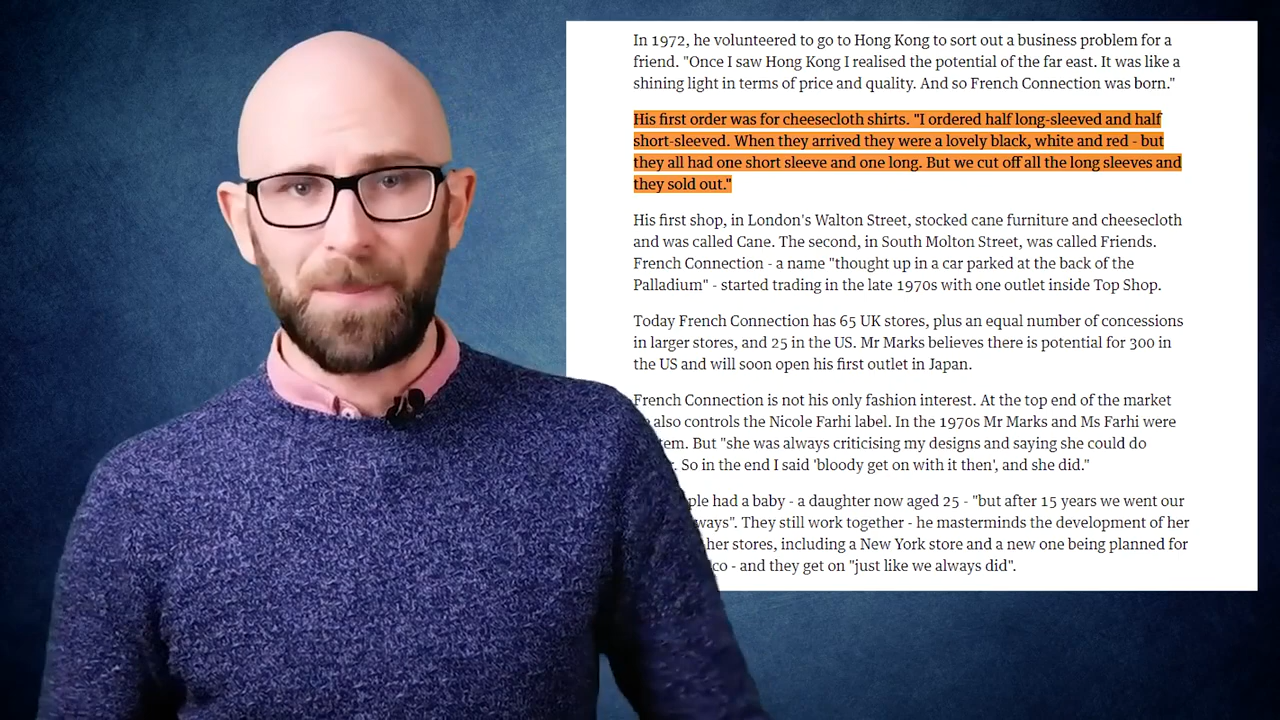 In 1972, he volunteered to go to Hong Kong to sort out a business problem for a
friend. "Once I saw Hong Kong I realised the potential of the far east. It was like a
shining light in terms of price and quality. And so French Connection was born."
His first order was for cheesecloth shirts. "I ordered half long-sleeved and half
short-sleeved. When they arrived they were a lovely black, white and red - but
they all had one short sleeve and one long. But we cut off all the long sleeves and
they sold out."
His first shop, in London's Walton Street, stocked cane furniture and cheesecloth
and was called Cane. The second, in South Molton Street, was called Friends.
French Connection - a name "thought up in a car parked at the back of the
Palladium" - started trading in the late 1970s with one outlet inside Top Shop.
Today French Connection has 65 UK stores, plus an equal number of concessions
in larger stores, and 25 in the US. Mr Marks believes there is potential for 300 in
the US and will soon open his first outlet in Japan.
French Connection is not his only fashion interest. At the top end of the market
also controls the Nicole Farhi label. In the 1970s Mr Marks and Ms Farhi were
But "she was always criticising my designs and saying she could do
So in the end I said 'bloody get on with it then', and she did."
had a baby - a daughter now aged 25 - "but after 15 years we went our
They still work together - he masterminds the development of her
her stores, including a New York store and a new one being planned for
- and they get on "just like we always did".